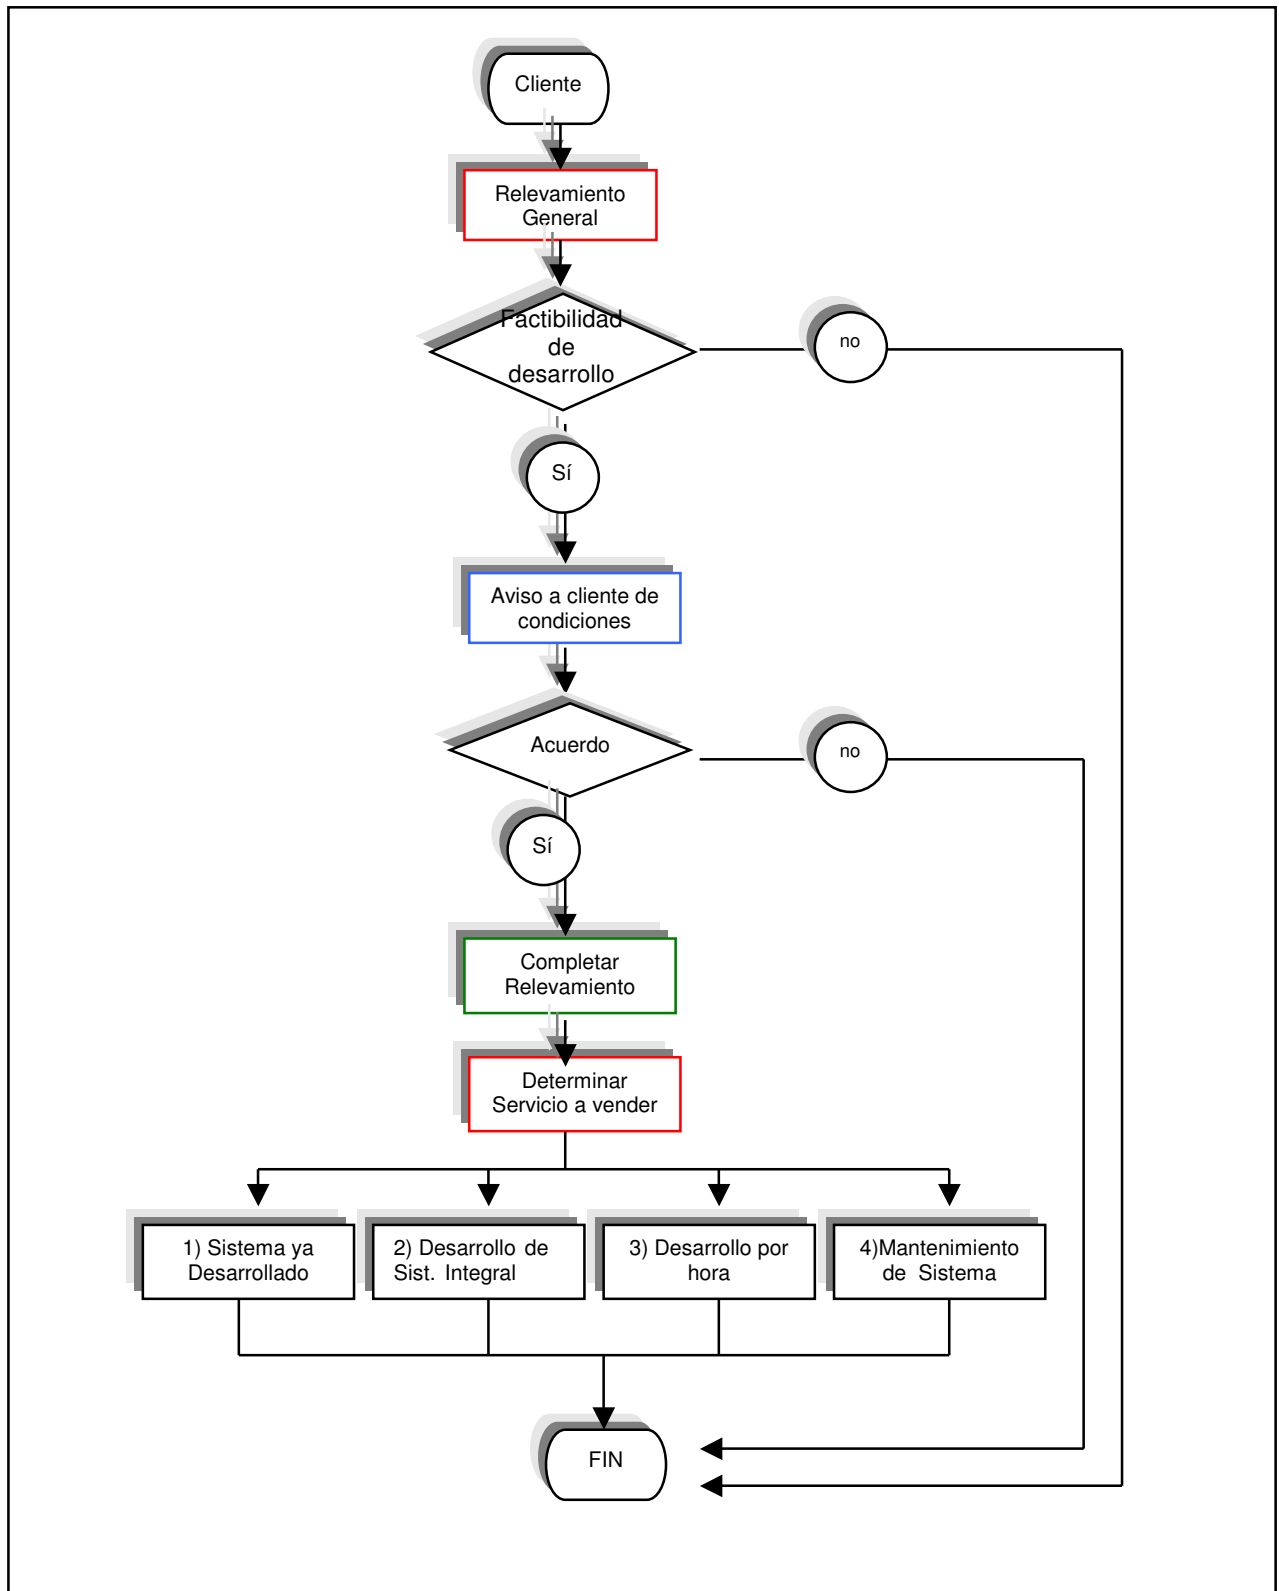 Cliente
Relevamiento
General
Factibilidad
de
desarrollo
no
Sí
Aviso a cliente de
condiciones
Acuerdo
no
Sí
Completar
Relevamiento
Determinar
Servicio a vender
1) Sistema ya
Desarrollado
2) Desarrollo de
Sist. Integral
3) Desarrollo por
hora
4)Mantenimiento
de Sistema
FIN